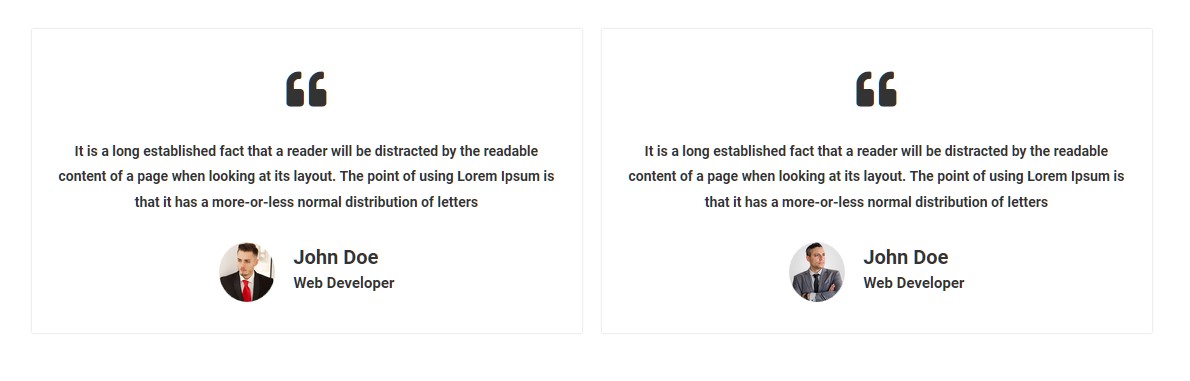 It is a long established fact that a reader will be distracted by the readable
content of a page when looking at its layout. The point of using Lorem Ipsum is
that it has a more-or-less normal distribution of letters
John Doe
Web Developer
It is a long established fact that a reader will be distracted by the readable
content of a page when looking at its layout. The point of using Lorem Ipsum is
that it has a more-or-less normal distribution of letters
John Doe
Web Developer